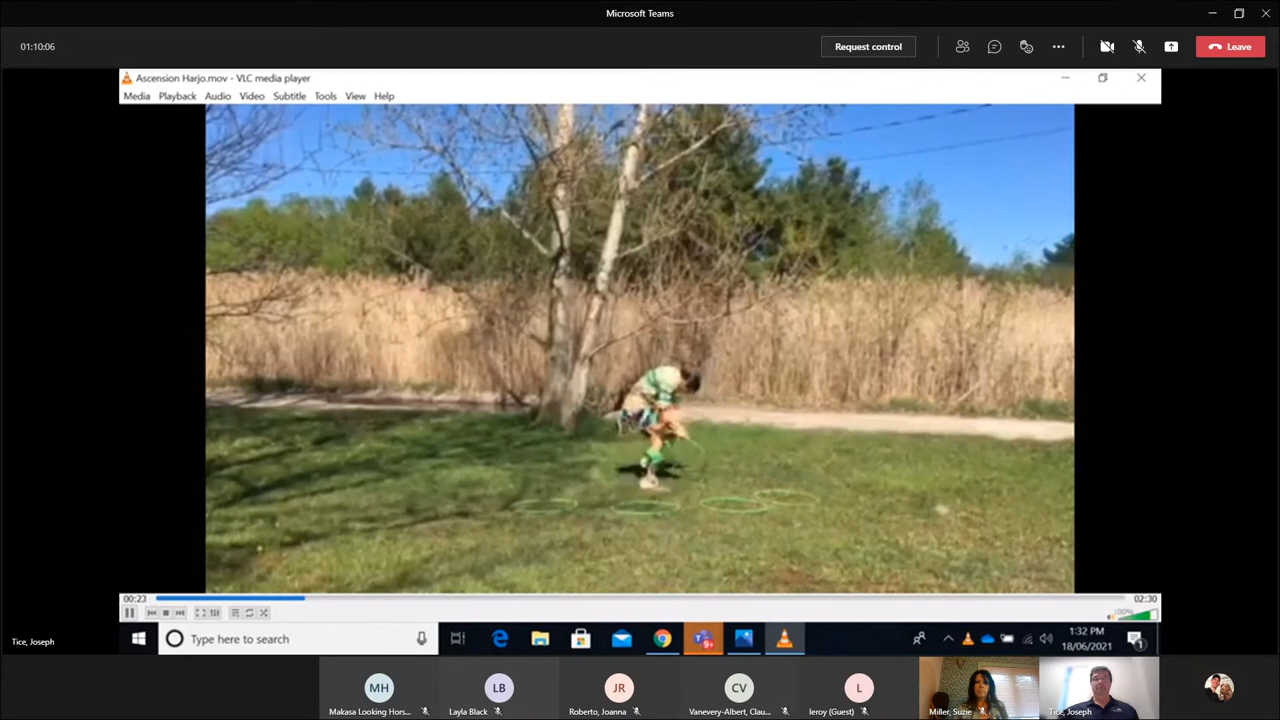 Microsoft Teams
01:10:06
Request control
Leave
Ascension Harjo.mov - VLC media player
Media Playback Audio Video Subtitle Tools View Help
00:23
02:30
100%
Tice, Joseph
Type here to search
9+
1:32 PM
18/06/2021
1
MH
LB
JR
CV
L
Makasa Looking Hors...
Layla Black
Roberto, Joanna
Vanevery-Albert, Clau...
leroy (Guest)
Miller, Suzie
Tice, Joseph